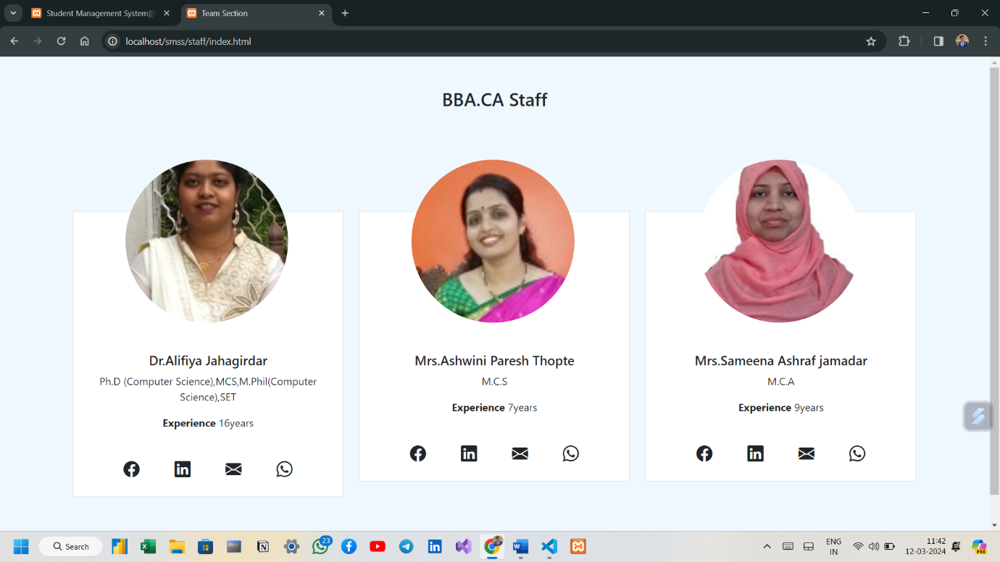 Student Management System|||
Team Section
localhost/smss/staff/index.html
BBA.CA Staff
Dr.Alifiya Jahagirdar
Ph.D (Computer Science),MCS,M.Phil(Computer
Science),SET
Experience 16years
Mrs.Ashwini Paresh Thopte
M.C.S
Experience 7years
Mrs.Sameena Ashraf jamadar
M.C.A
Experience 9years
Search
23
ENG
IN
11:42
12-03-2024
PRE